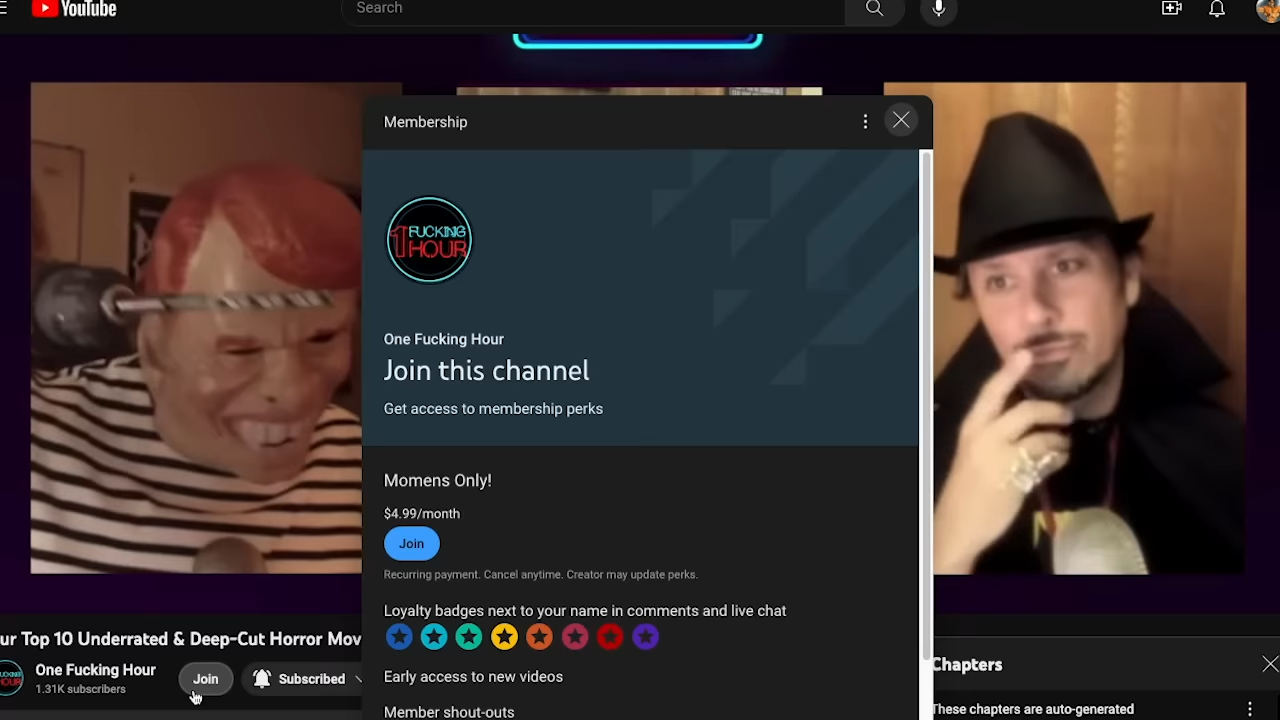 YouTube
Search
Membership
1 FUCKING
HOUR
One Fucking Hour
Join this channel
Get access to membership perks
Momens Only!
$4.99/month
Join
Recurring payment. Cancel anytime. Creator may update perks.
Loyalty badges next to your name in comments and live chat
Early access to new videos
Member shout-outs
ur Top 10 Underrated & Deep-Cut Horror Mov
One Fucking Hour
1.31K subscribers
Join
Subscribed
Chapters
These chapters are auto-generated